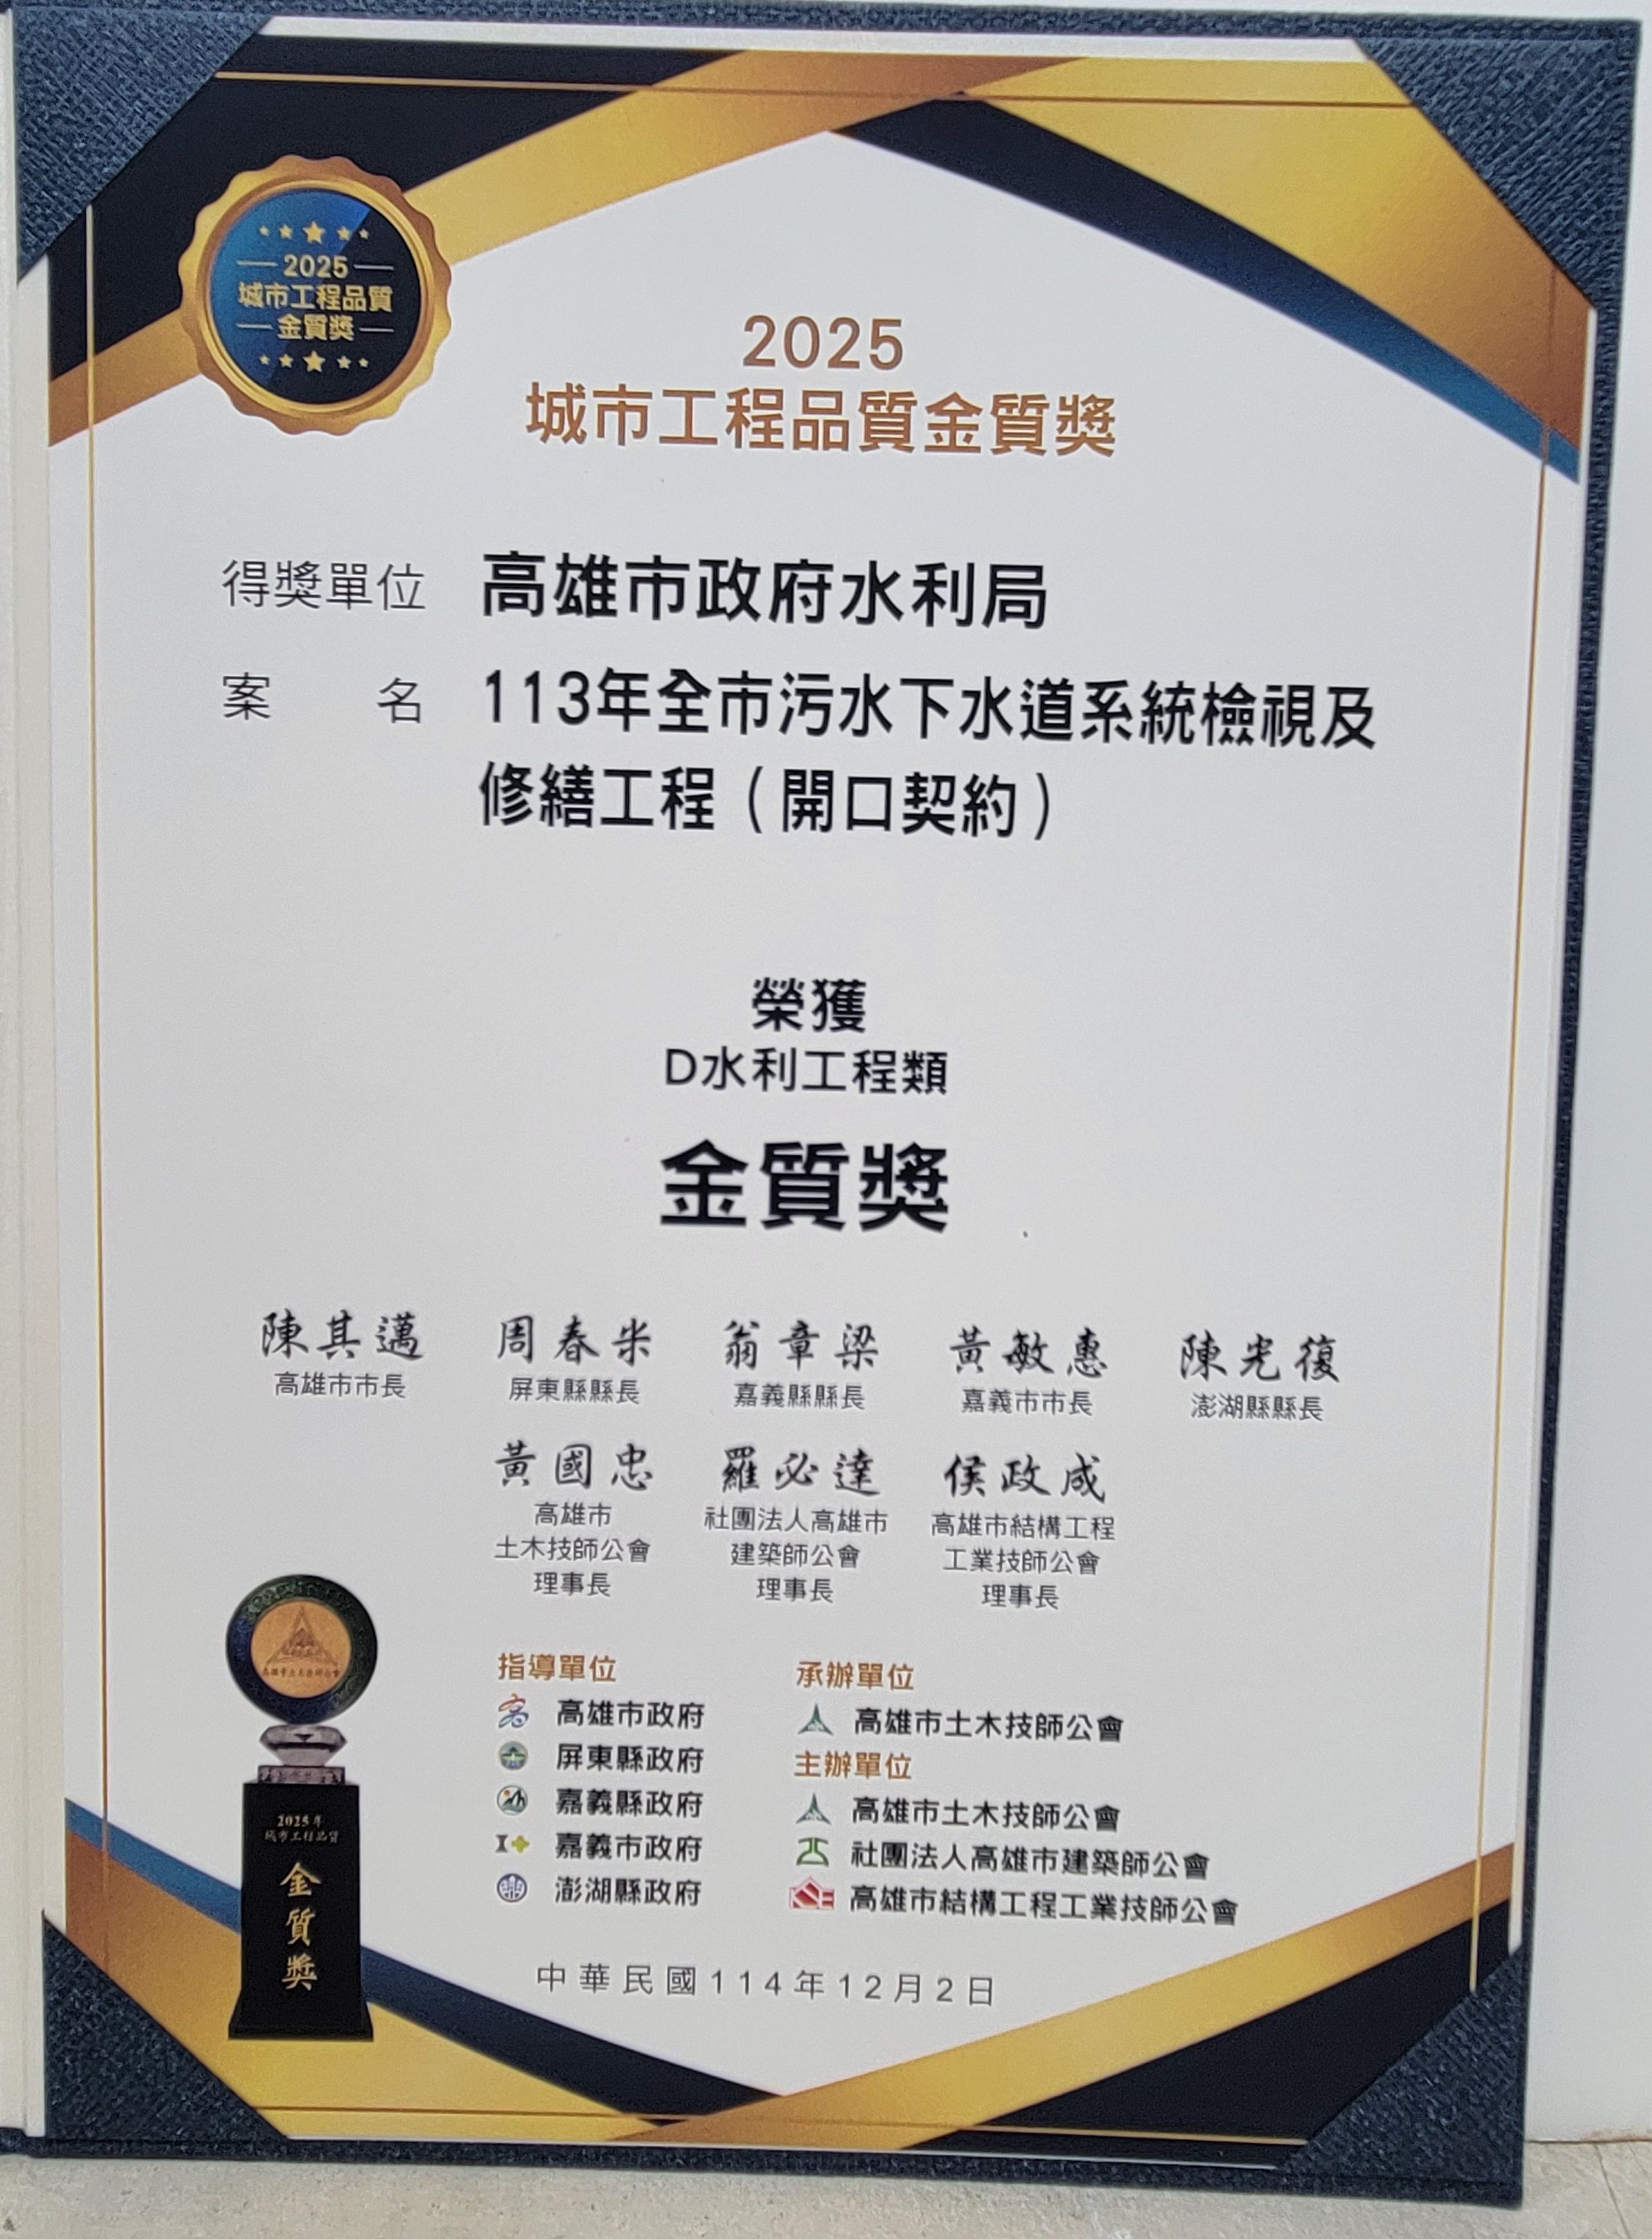 2025
城市工程品質
金質獎
2025
城市工程品質金質獎
得獎單位 高雄市政府水利局
案名 113年全市污水下水道系統檢視及
修繕工程（開口契約）
榮獲
D水利工程類
金質獎
陳其邁 周春米 翁章梁 黃敏惠 陳光復
高雄市市長 屏東縣縣長 嘉義縣縣長 嘉義市市長 澎湖縣縣長
黃國忠 羅必達 侯政成
高雄市 社團法人高雄市 高雄市結構工程
土木技師公會 建築師公會 工業技師公會
理事長 理事長 理事長
高雄市土木技師公會
2025年
城市工程品質
金
質
獎
指導單位
高雄市政府
屏東縣政府
嘉義縣政府
嘉義市政府
澎湖縣政府
承辦單位
高雄市土木技師公會
主辦單位
高雄市土木技師公會
社團法人高雄市建築師公會
高雄市結構工程工業技師公會
中華民國114年12月2日